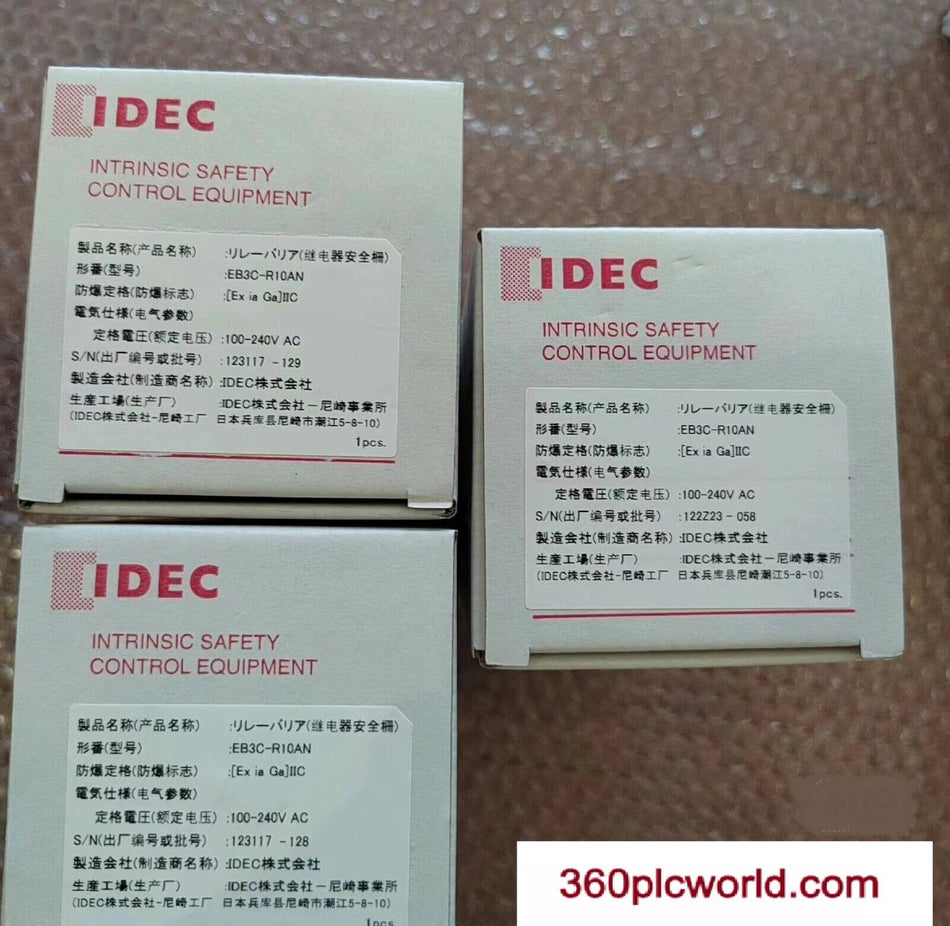 IDEC
INTRINSIC SAFETY
CONTROL EQUIPMENT
製品名称(产品名称) :リレーバリア(继电器安全栅)
形番(型号) :EB3C-R10AN
防爆定格(防爆标志) :[Ex ia Ga]IIC
電気仕様(电气参数)
定格電圧(额定电压) :100-240V AC
S/N(出厂编号或批号) :123117 -129
製造会社(制造商名称) :IDEC株式会社
生産工場(生产厂) :IDEC株式会社－尼崎事業所
(IDEC株式会社-尼崎工厂 日本兵库县尼崎市潮江5-8-10)
1pcs.
IDEC
INTRINSIC SAFETY
CONTROL EQUIPMENT
製品名称(产品名称) :リレーバリア(继电器安全栅)
形番(型号) :EB3C-R10AN
防爆定格(防爆标志) :[Ex ia Ga]IIC
電気仕様(电气参数)
定格電圧(额定电压) :100-240V AC
S/N(出厂编号或批号) :122Z23-058
製造会社(制造商名称) :IDEC株式会社
生産工場(生产厂) :IDEC株式会社－尼崎事業所
(IDEC株式会社-尼崎工厂 日本兵库县尼崎潮江5-8-10)
1pcs.
IDEC
INTRINSIC SAFETY
CONTROL EQUIPMENT
製品名称(产品名称) :リレーバリア(继电器安全栅)
形番(型号) :EB3C-R10AN
防爆定格(防爆标志) :[Ex ia Ga]IIC
電気仕様(电气参数)
定格電圧(额定电压) :100-240V AC
S/N(出厂编号或批号) :123117 -128
製造会社(制造商名称) :IDEC株式会社
生産工場(生产厂) :IDEC株式会社－尼崎事業所
(IDEC株式会社-尼崎工厂 日本兵库县尼崎市潮江5-8-10)
1pcs.
360plcworld.com